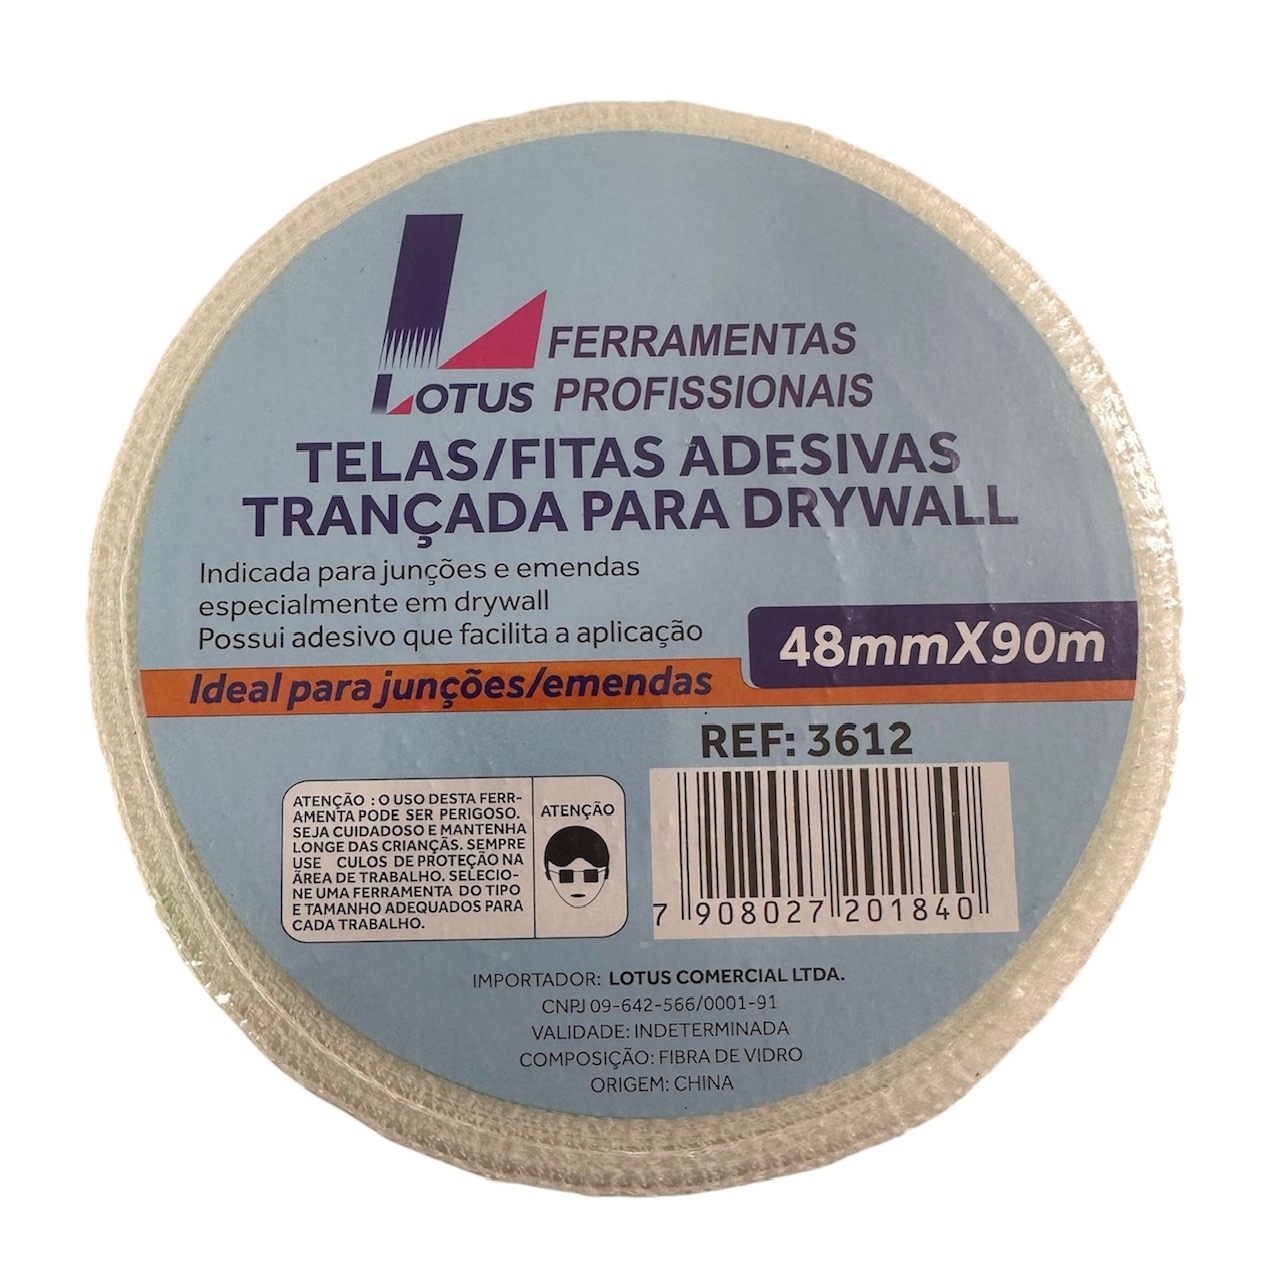 FERRAMENTAS
LOTUS PROFISSIONAIS
TELAS/FITAS ADESIVAS
TRANÇADA PARA DRYWALL
Indicada para junções e emendas
especialmente em drywall
Possui adesivo que facilita a aplicação
48mmX90m
Ideal para junções/emendas
REF: 3612
ATENÇÃO : O USO DESTA FERR-
AMENTA PODE SER PERIGOSO.
SEJA CUIDADOSO E MANTENHA
LONGE DAS CRIANÇÃS. SEMPRE
USE CULOS DE PROTEÇÃO NA
ÃREA DE TRABALHO. SELECIO-
NE UMA FERRAMENTA DO TIPO
E TAMANHO ADEQUADOS PARA
CADA TRABALHO.
ATENÇÃO
7 908027 201840
IMPORTADOR: LOTUS COMERCIAL LTDA.
CNPJ 09-642-566/0001-91
VALIDADE: INDETERMINADA
COMPOSIÇÃO: FIBRA DE VIDRO
ORIGEM: CHINA